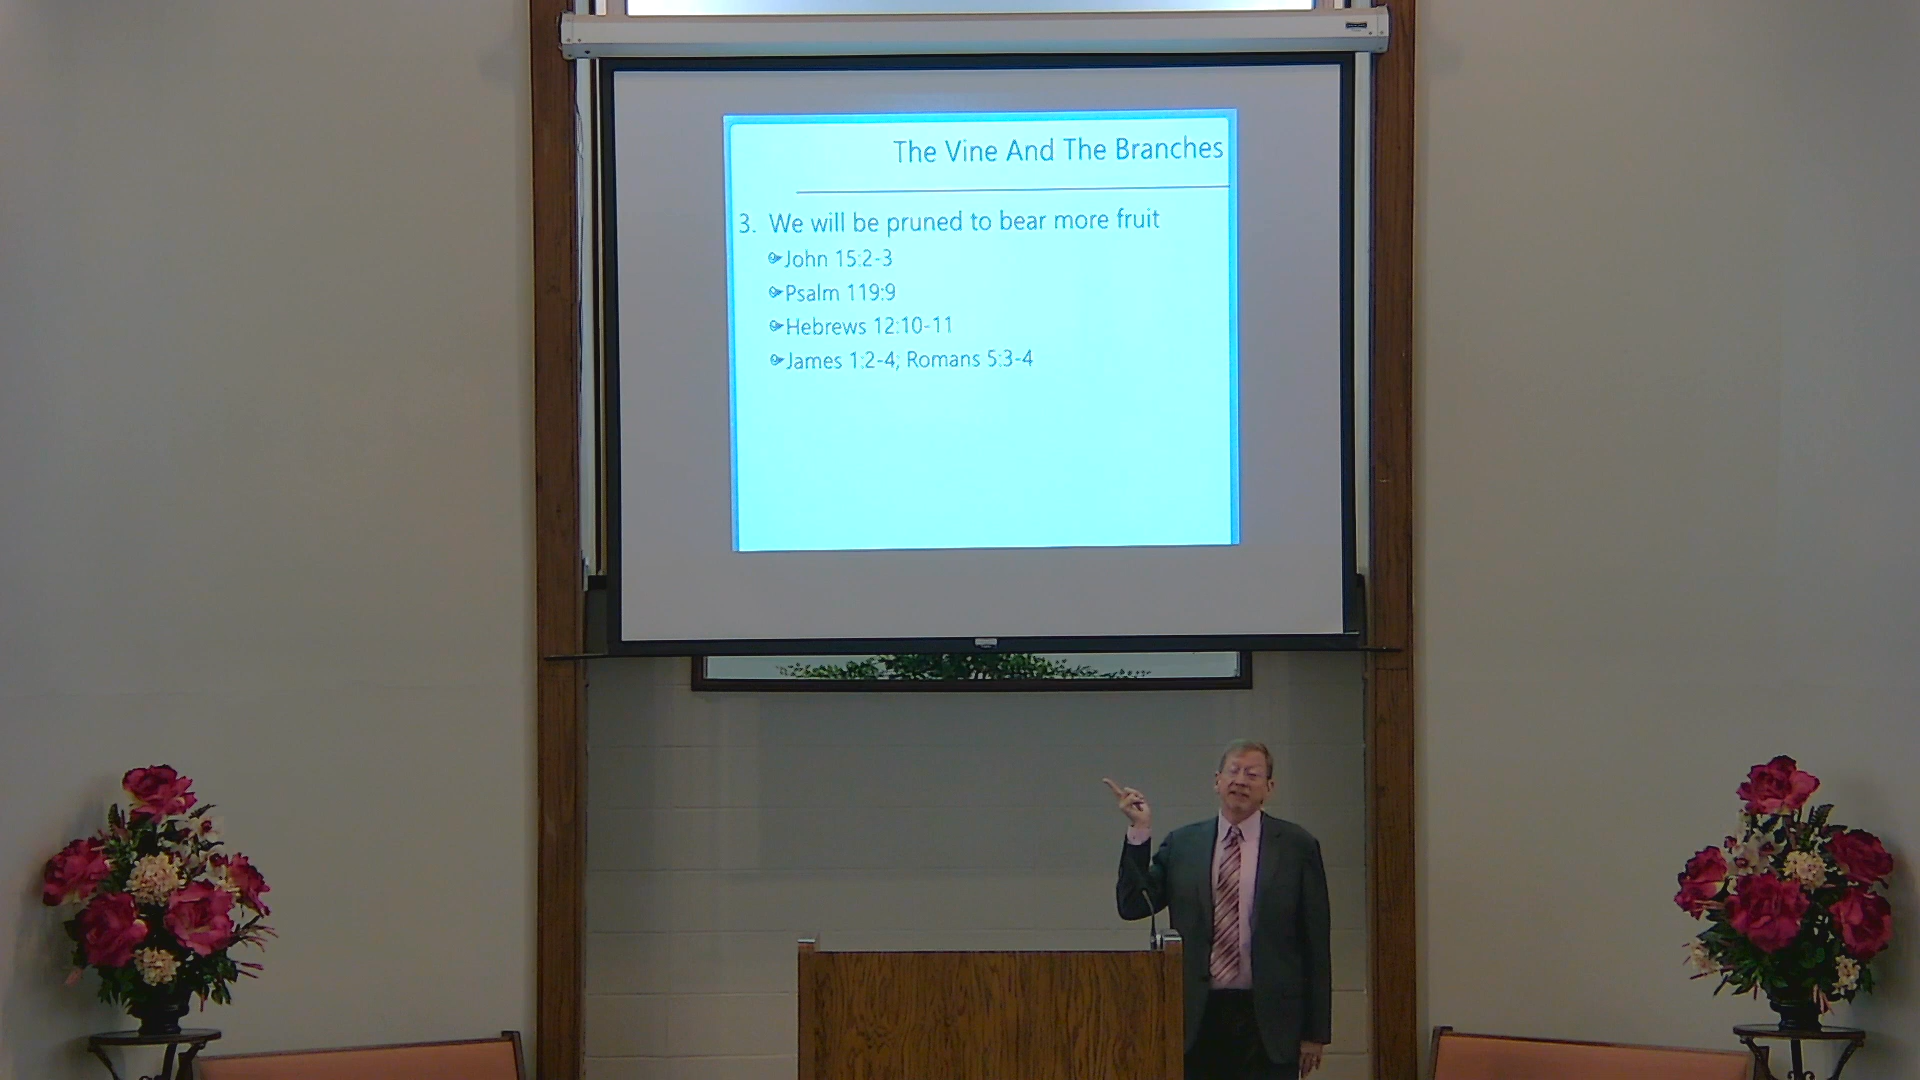 The Vine And The Branches
3. We will be pruned to bear more fruit
John 15:2-3
Psalm 119:9
Hebrews 12:10-11
James 1:2-4; Romans 5:3-4